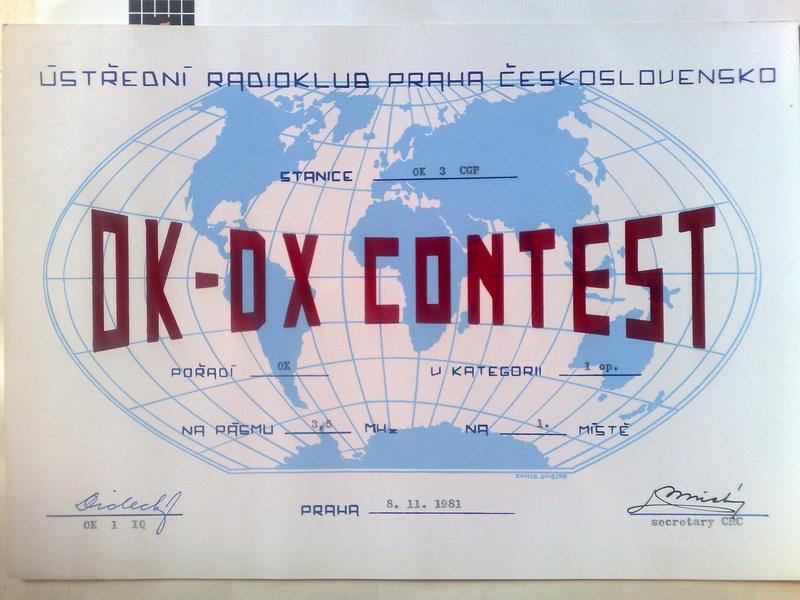 ÚSTŘEDNÍ RADIOKLUB PRAHA ČESKOSLOVENSKO
STANICE OK 3 CGP
OK-DX CONTEST
POŘADÍ OK V KATEGORII 1 op.
NA PÁSMU 3,5 MHz NA 1. MÍSTĚ
PRAHA 8. 11. 1981
OK 1 IQ
secretary CRC